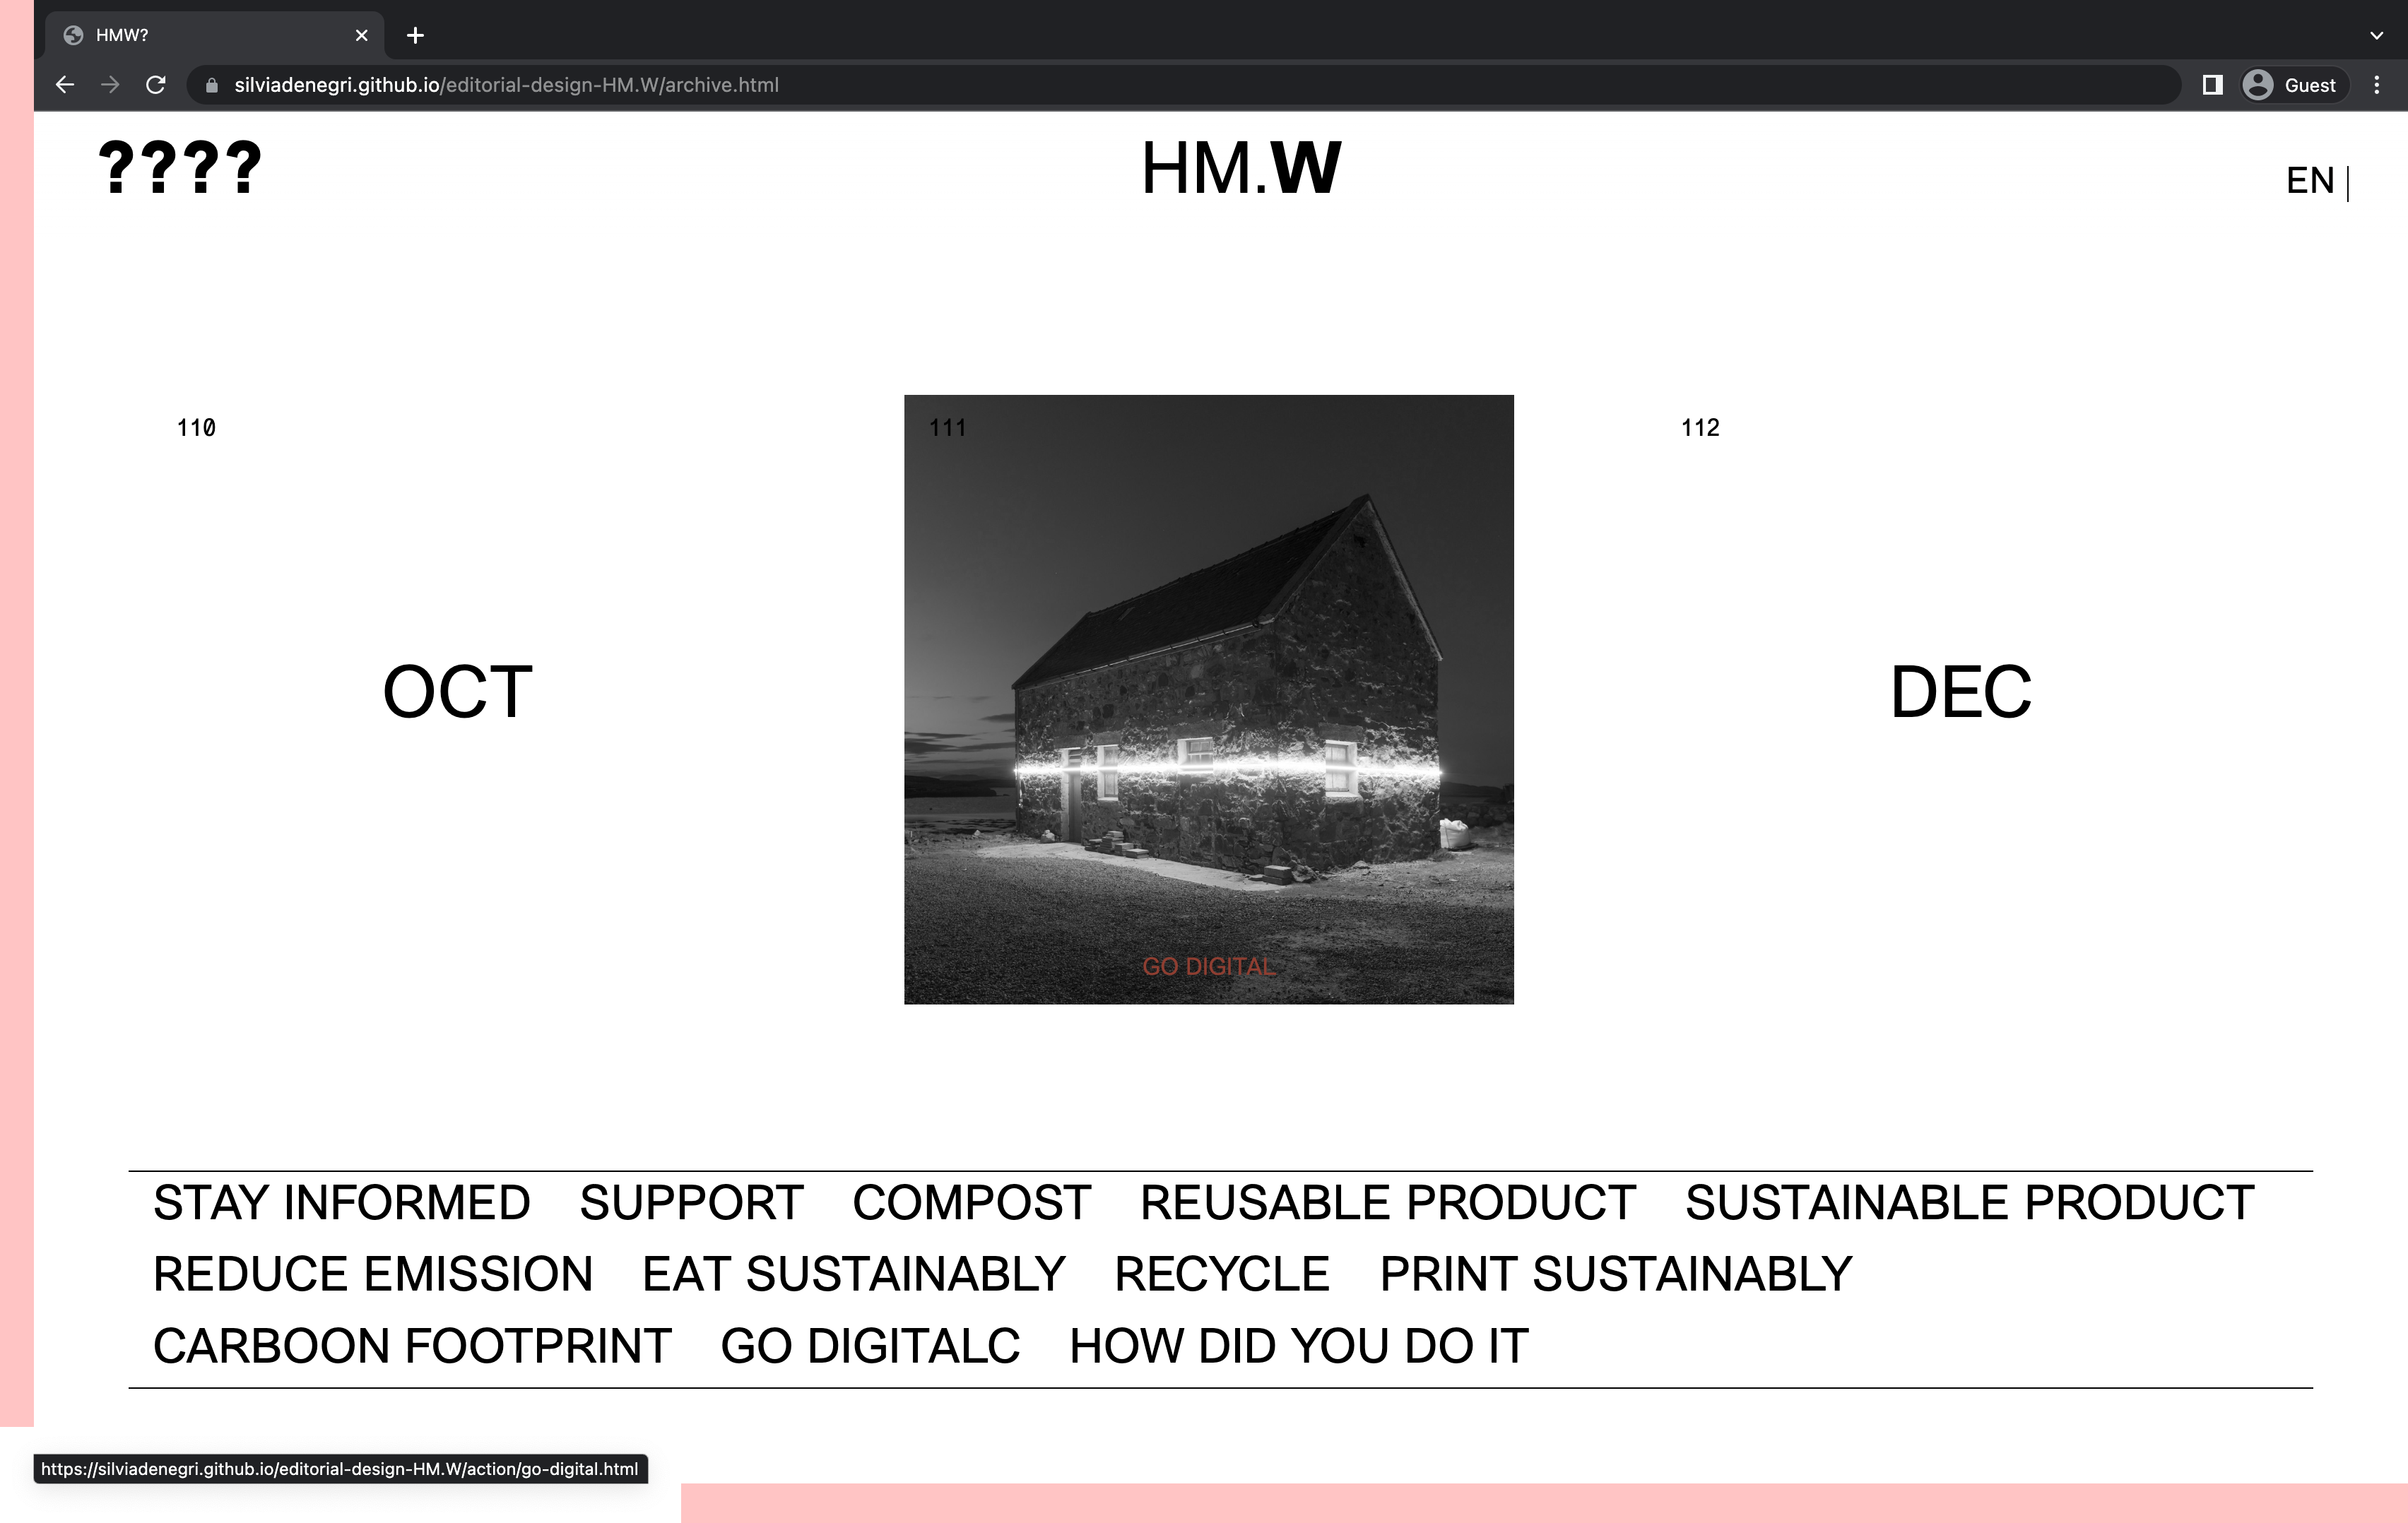 HMW?
silviadenegri.github.io/editorial-design-HM.W/archive.html
Guest
???? HM.W EN |
110 111 112
OCT DEC
GO DIGITAL
STAY INFORMED SUPPORT COMPOST REUSABLE PRODUCT SUSTAINABLE PRODUCT
REDUCE EMISSION EAT SUSTAINABLY RECYCLE PRINT SUSTAINABLY
CARBOON FOOTPRINT GO DIGITALC HOW DID YOU DO IT
https://silviadenegri.github.io/editorial-design-HM.W/action/go-digital.html